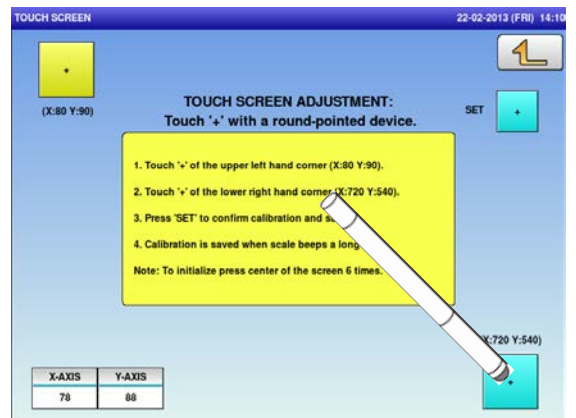 TOUCH SCREEN
22-02-2013 (FRI) 14:10
+
(X:80 Y:90)
TOUCH SCREEN ADJUSTMENT:
Touch '+' with a round-pointed device.
SET
+
1. Touch '+' of the upper left hand corner (X:80 Y:90).
2. Touch '+' of the lower right hand corner (X:720 Y:540).
3. Press 'SET' to confirm calibration and
4. Calibration is saved when scale beeps a long
Note: To initialize press center of the screen 6 times.
X:720 Y:540)
+
X-AXIS Y-AXIS
78 88